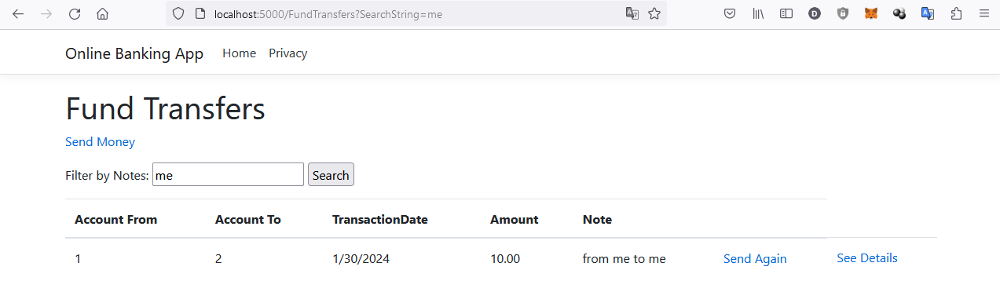 localhost:5000/FundTransfers?SearchString=me
Online Banking App Home Privacy
Fund Transfers
Send Money
Filter by Notes: me Search
Account From Account To TransactionDate Amount Note
1 2 1/30/2024 10.00 from me to me Send Again See Details